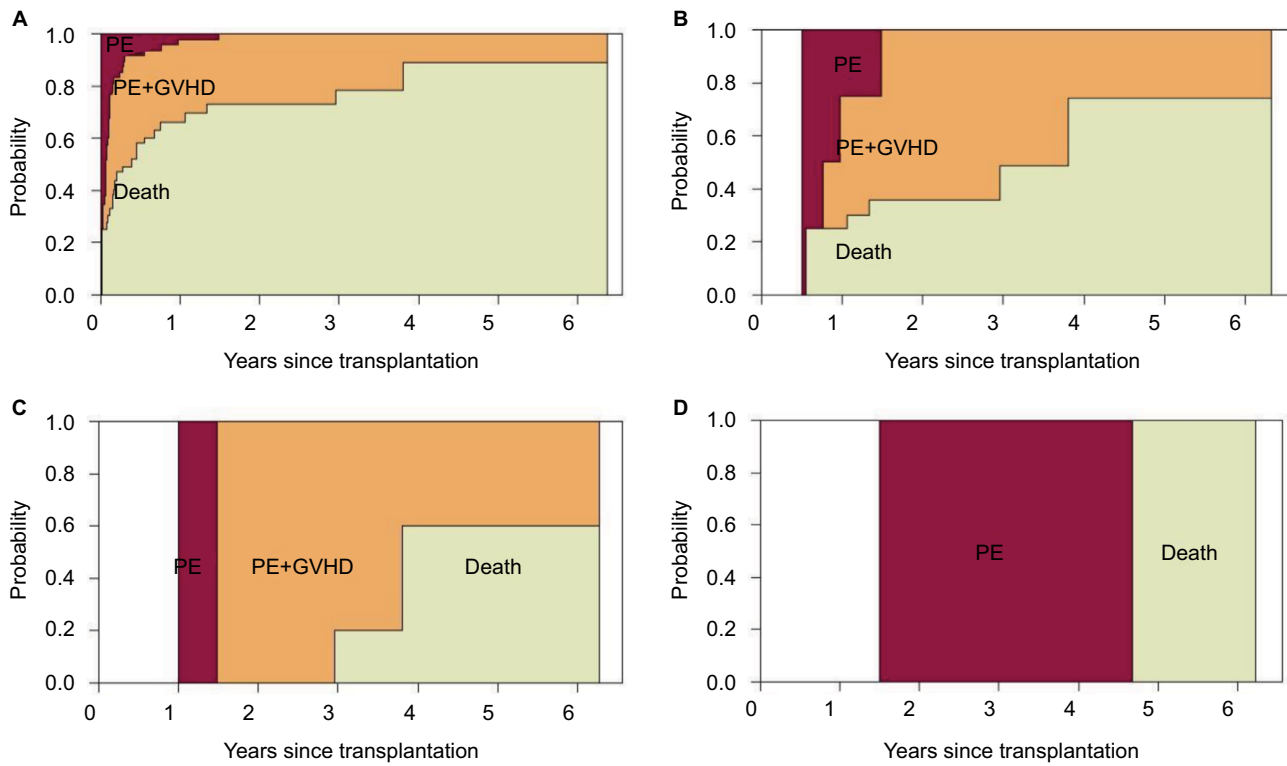 A
1.0
0.8
0.6
0.4
0.2
0.0
Probability
PE
PE+GVHD
Death
0 1 2 3 4 5 6
Years since transplantation
B
1.0
0.8
0.6
0.4
0.2
0.0
Probability
PE
PE+GVHD
Death
0 1 2 3 4 5 6
Years since transplantation
C
1.0
0.8
0.6
0.4
0.2
0.0
Probability
PE
PE+GVHD
Death
0 1 2 3 4 5 6
Years since transplantation
D
1.0
0.8
0.6
0.4
0.2
0.0
Probability
PE
Death
0 1 2 3 4 5 6
Years since transplantation